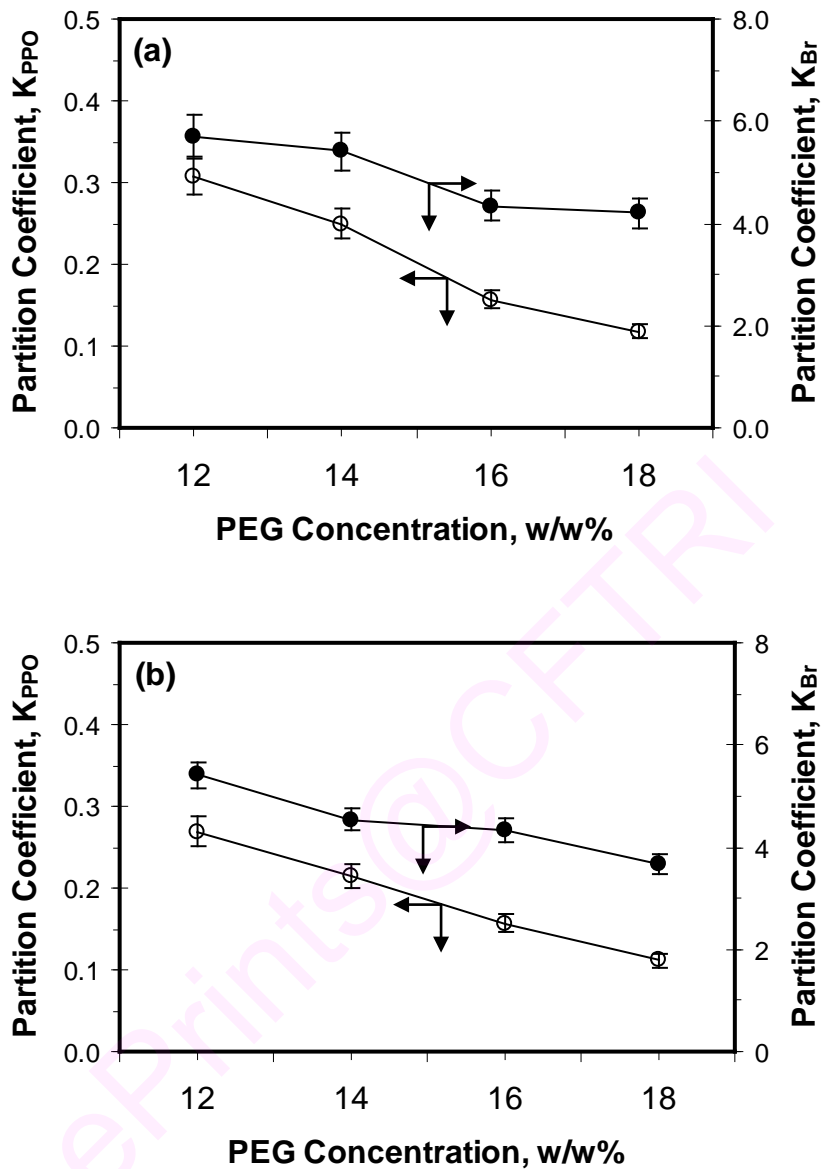 (a)
Partition Coefficient, KPPO
0.5
0.4
0.3
0.2
0.1
0.0
8.0
6.0
4.0
2.0
0.0
Partition Coefficient, KBr
12 14 16 18
PEG Concentration, w/w%
(b)
Partition Coefficient, KPPO
0.5
0.4
0.3
0.2
0.1
0.0
8
6
4
2
0
Partition Coefficient, KBr
12 14 16 18
PEG Concentration, w/w%
ePrints@CFTRI